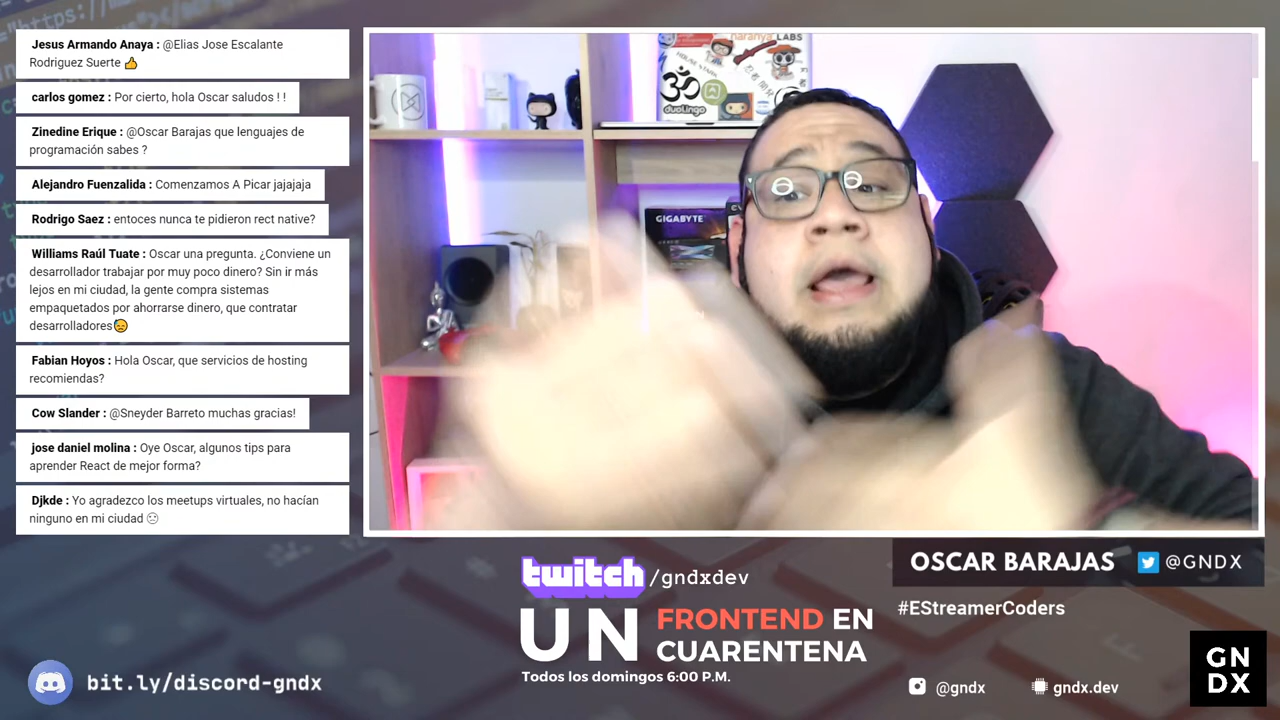 Jesus Armando Anaya : @Elias Jose Escalante
Rodriguez Suerte 👍
carlos gomez : Por cierto, hola Oscar saludos ! !
Zinedine Erique : @Oscar Barajas que lenguajes de
programación sabes ?
Alejandro Fuenzalida : Comenzamos A Picar jajajaja
Rodrigo Saez : entoces nunca te pidieron rect native?
Williams Raúl Tuate : Oscar una pregunta. ¿Conviene un
desarrollador trabajar por muy poco dinero? Sin ir más
lejos en mi ciudad, la gente compra sistemas
empaquetados por ahorrarse dinero, que contratar
desarrolladores😞
Fabian Hoyos : Hola Oscar, que servicios de hosting
recomiendas?
Cow Slander : @Sneyder Barreto muchas gracias!
jose daniel molina : Oye Oscar, algunos tips para
aprender React de mejor forma?
Djkde : Yo agradezco los meetups virtuales, no hacían
ninguno en mi ciudad ☹
naranya LABS
HOUSE STARK
duolingo
GIGABYTE
OSCAR BARAJAS @GNDX
#EStreamerCoders
twitch/gndxdev
UN FRONTEND EN
CUARENTENA
Todos los domingos 6:00 P.M.
bit.ly/discord-gndx
@gndx gndx.dev
GN
DX